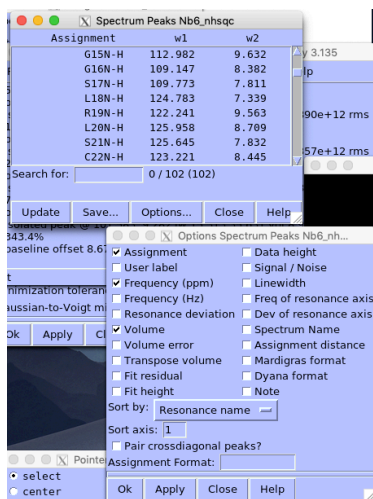 Spectrum Peaks Nb6_nhsqc
Assignment w1 w2
G15N-H 112.982 9.632
G16N-H 109.147 8.382
S17N-H 109.773 7.811
L18N-H 124.783 7.339
R19N-H 122.241 9.563
L20N-H 125.958 8.709
S21N-H 125.645 7.832
C22N-H 123.221 8.445
Search for: 0 / 102 (102)
Update Save... Options... Close Help
y 3.135
lp
90e+12 rms
57e+12 rms
343.4%
baseline offset 8.67
t
nimization toleran
aussian-to-Voigt mi
Ok Apply Cl
Options Spectrum Peaks Nb6_nh...
Assignment Data height
User label Signal / Noise
Frequency (ppm) Linewidth
Frequency (Hz) Freq of resonance axis
Resonance deviation Dev of resonance axis
Volume Spectrum Name
Volume error Assignment distance
Transpose volume Mardigras format
Fit residual Dyana format
Fit height Note
Sort by: Resonance name
Sort axis: 1
Pair crossdiagonal peaks?
Assignment Format:
Ok Apply Close Help
Pointe
select
center